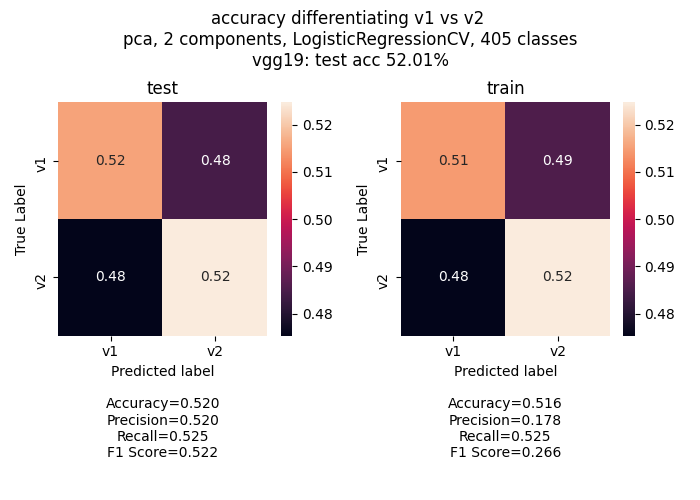 accuracy differentiating v1 vs v2
pca, 2 components, LogisticRegressionCV, 405 classes
vgg19: test acc 52.01%
test
True Label
v1
v2
0.52
0.48
0.48
0.52
v1
v2
Predicted label
0.52
0.51
0.50
0.49
0.48
Accuracy=0.520
Precision=0.520
Recall=0.525
F1 Score=0.522
train
True Label
v1
v2
0.51
0.49
0.48
0.52
v1
v2
Predicted label
0.52
0.51
0.50
0.49
0.48
Accuracy=0.516
Precision=0.178
Recall=0.525
F1 Score=0.266